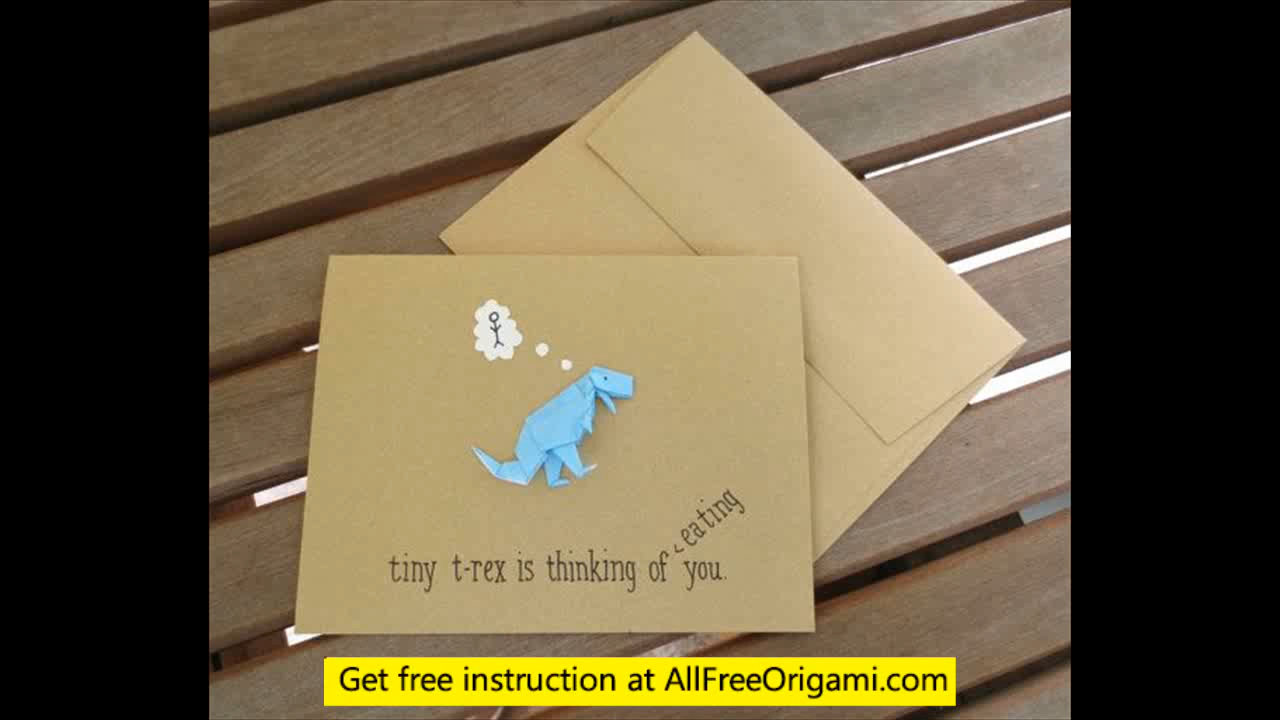 eating
tiny t-rex is thinking of ‹ you.
Get free instruction at AllFreeOrigami.com